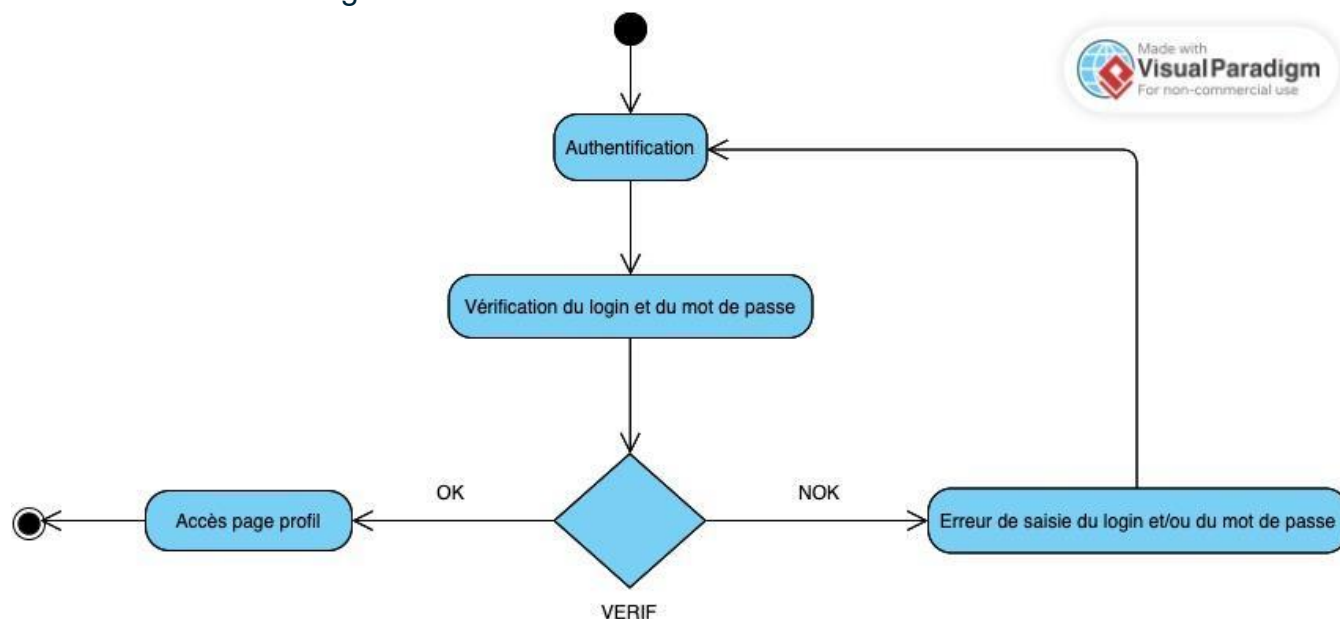 g
Made with
Visual Paradigm
For non-commercial use
Authentification
Vérification du login et du mot de passe
OK
NOK
Accès page profil
Erreur de saisie du login et/ou du mot de passe
VERIF